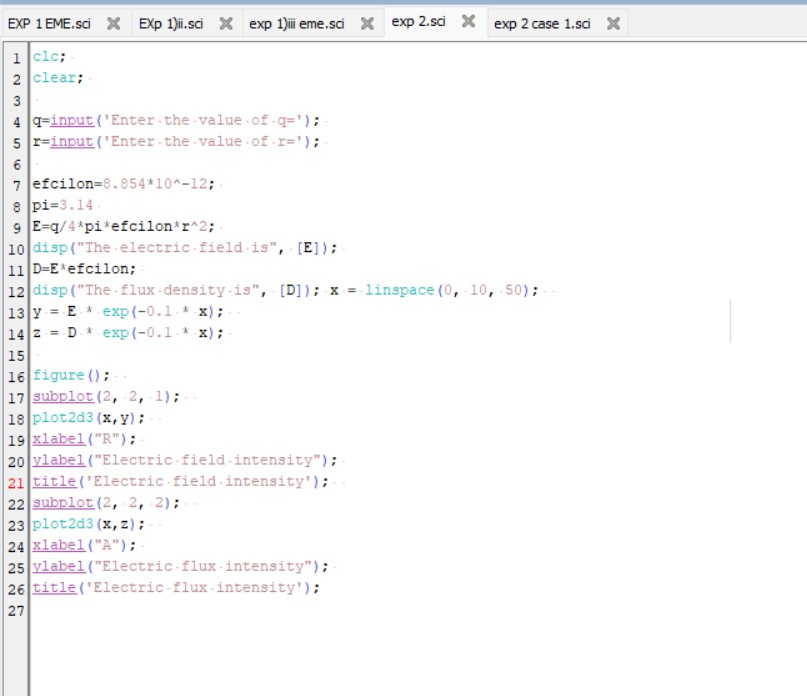 EXP 1 EME.sci EXp 1)ii.sci exp 1)iii eme.sci exp 2.sci exp 2 case 1.sci
1 clc;
2 clear;
3
4 q=input('Enter the value of q=');
5 r=input('Enter the value of r=');
6
7 efcilon=8.854*10^-12;
8 pi=3.14
9 E=q/4*pi*efcilon*r^2;
10 disp("The electric field is", [E]);
11 D=E*efcilon;
12 disp("The flux density is", [D]); x = linspace(0, 10, 50);
13 y = E * exp(-0.1 * x);
14 z = D * exp(-0.1 * x);
15
16 figure();
17 subplot(2, 2, 1);
18 plot2d3(x,y);
19 xlabel("R");
20 ylabel("Electric field intensity");
21 title('Electric field intensity');
22 subplot(2, 2, 2);
23 plot2d3(x,z);
24 xlabel("A");
25 ylabel("Electric flux intensity");
26 title('Electric flux intensity');
27